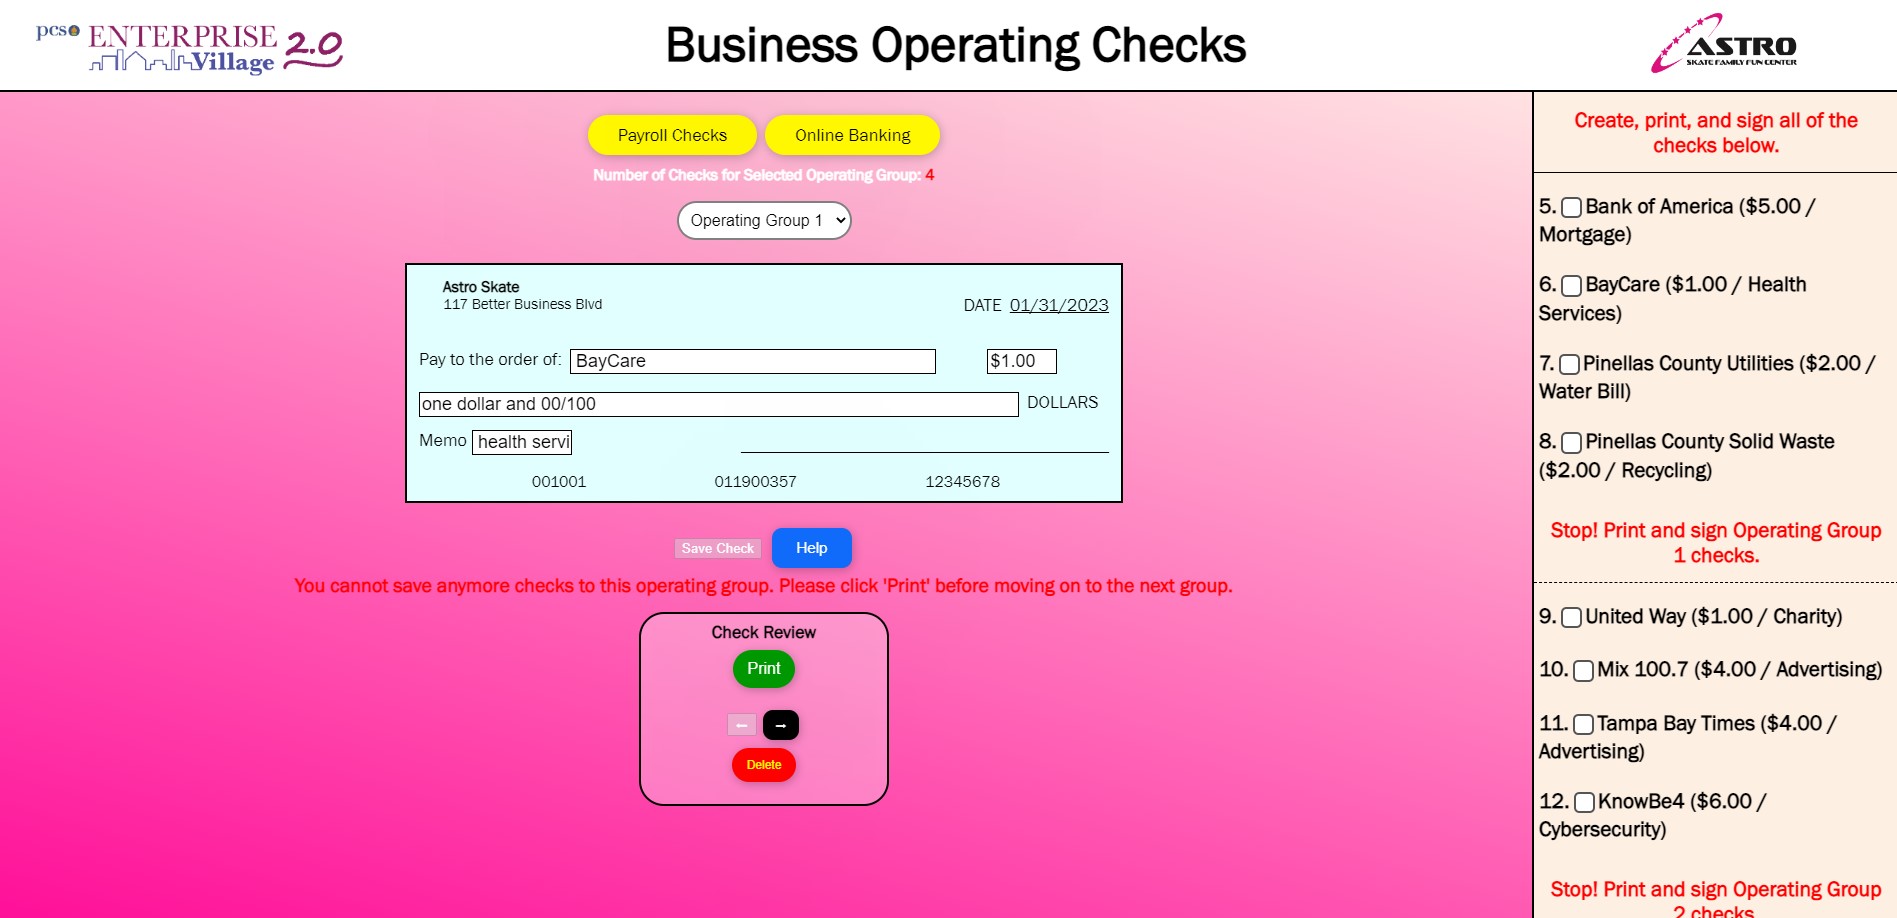 pcs
ENTERPRISE
Village 2.0
Business Operating Checks
ASTRO
SKATE FAMILY FUN CENTER
Payroll Checks
Online Banking
Number of Checks for Selected Operating Group: 4
Operating Group 1
Astro Skate
117 Better Business Blvd
DATE 01/31/2023
Pay to the order of: BayCare $1.00
one dollar and 00/100 DOLLARS
Memo health servi
001001 011900357 12345678
Save Check
Help
You cannot save anymore checks to this operating group. Please click 'Print' before moving on to the next group.
Check Review
Print
← →
Delete
Create, print, and sign all of the
checks below.
5. Bank of America ($5.00 /
Mortgage)
6. BayCare ($1.00 / Health
Services)
7. Pinellas County Utilities ($2.00 /
Water Bill)
8. Pinellas County Solid Waste
($2.00 / Recycling)
Stop! Print and sign Operating Group
1 checks.
9. United Way ($1.00 / Charity)
10. Mix 100.7 ($4.00 / Advertising)
11. Tampa Bay Times ($4.00 /
Advertising)
12. KnowBe4 ($6.00 /
Cybersecurity)
Stop! Print and sign Operating Group
2 checks